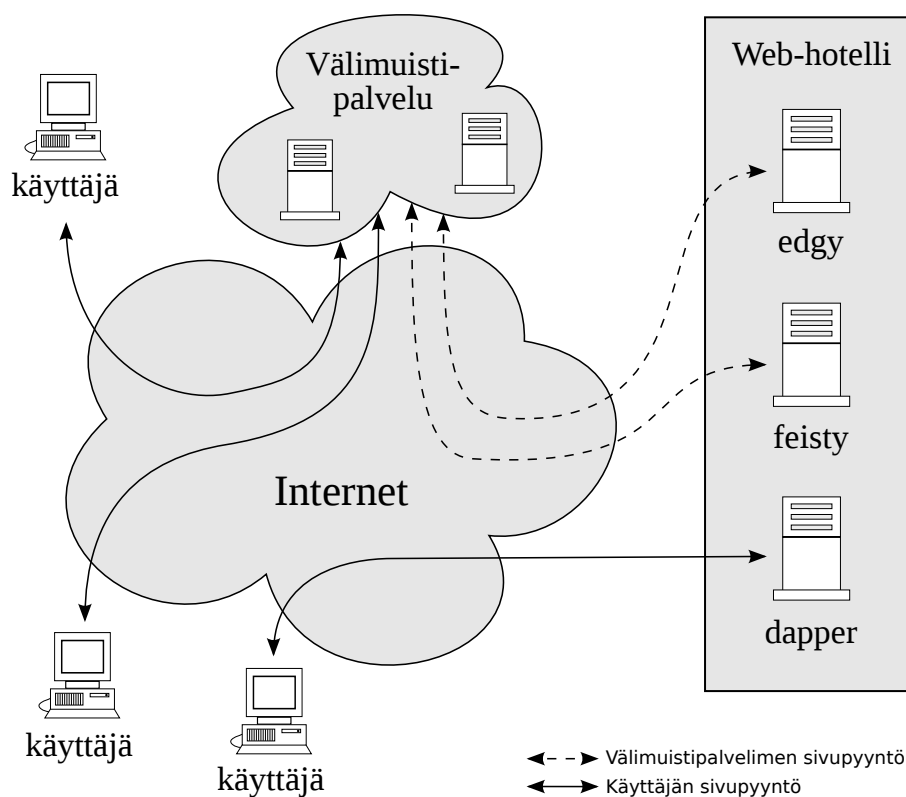 Välimuisti-
palvelu
Web-hotelli
käyttäjä
edgy
feisty
Internet
dapper
käyttäjä
käyttäjä
Välimuistipalvelimen sivupyyntö
Käyttäjän sivupyyntö